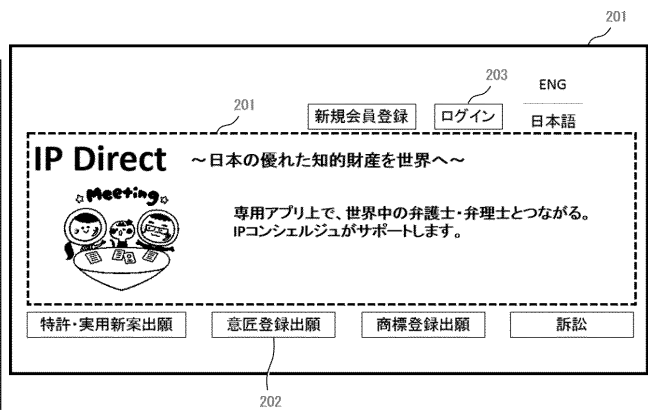 201
203
ENG
201
新規会員登録
ログイン
日本語
IP Direct
～日本の優れた知的財産を世界へ～
Meeting
専用アプリ上で、世界中の弁護士・弁理士とつながる。
IPコンシェルジュがサポートします。
特許・実用新案出願
意匠登録出願
商標登録出願
訴訟
202